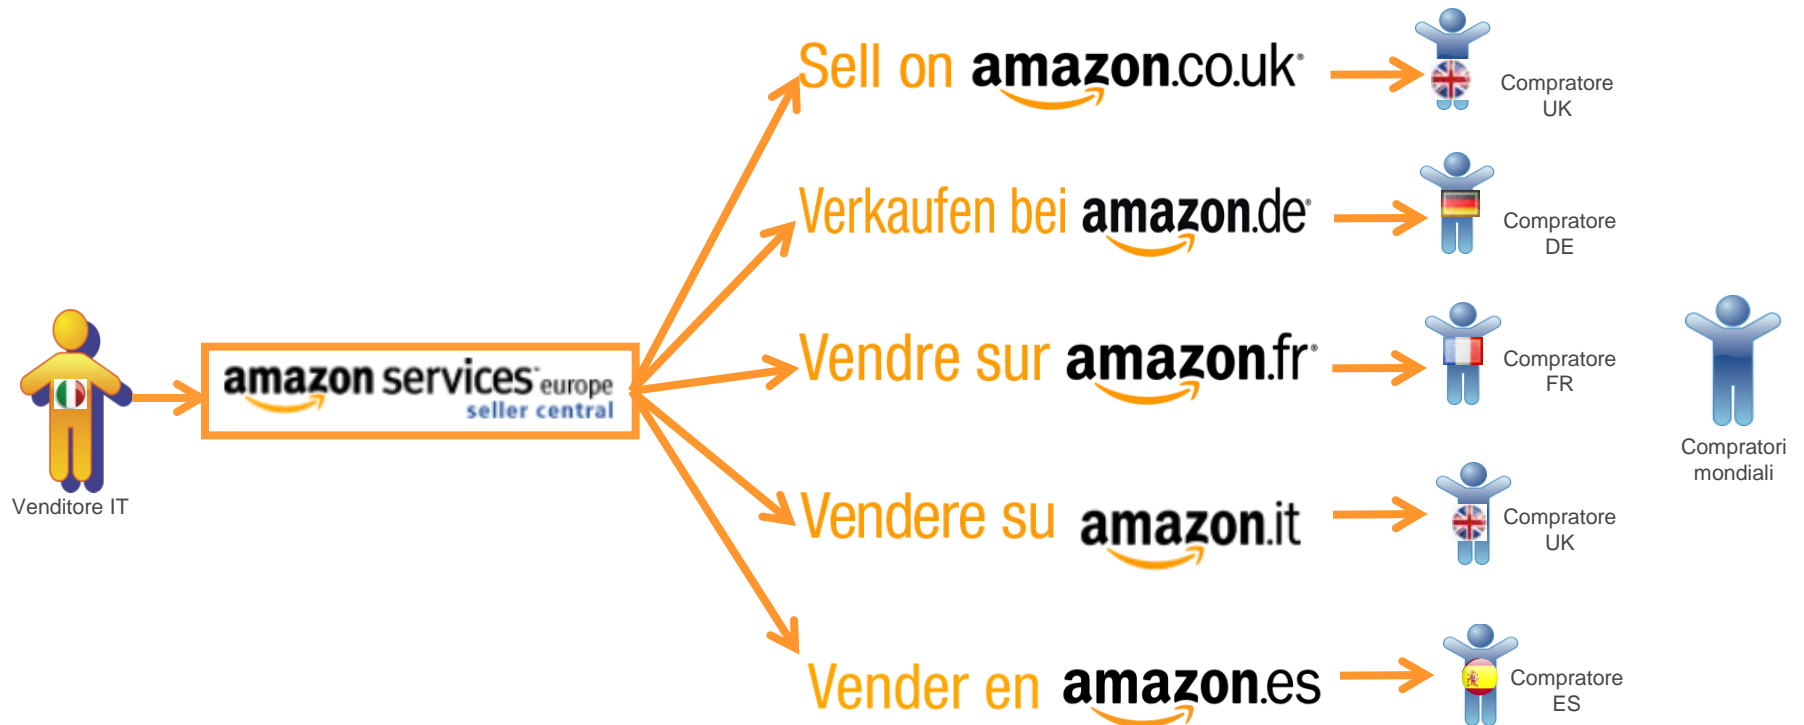 Sell on amazon.co.uk
Compratore
UK
Verkaufen bei amazon.de
Compratore
DE
Venditore IT
amazon services europe
seller central
Vendre sur amazon.fr
Compratore
FR
Compratori
mondiali
Vendere su amazon.it
Compratore
UK
Vender en amazon.es
Compratore
ES